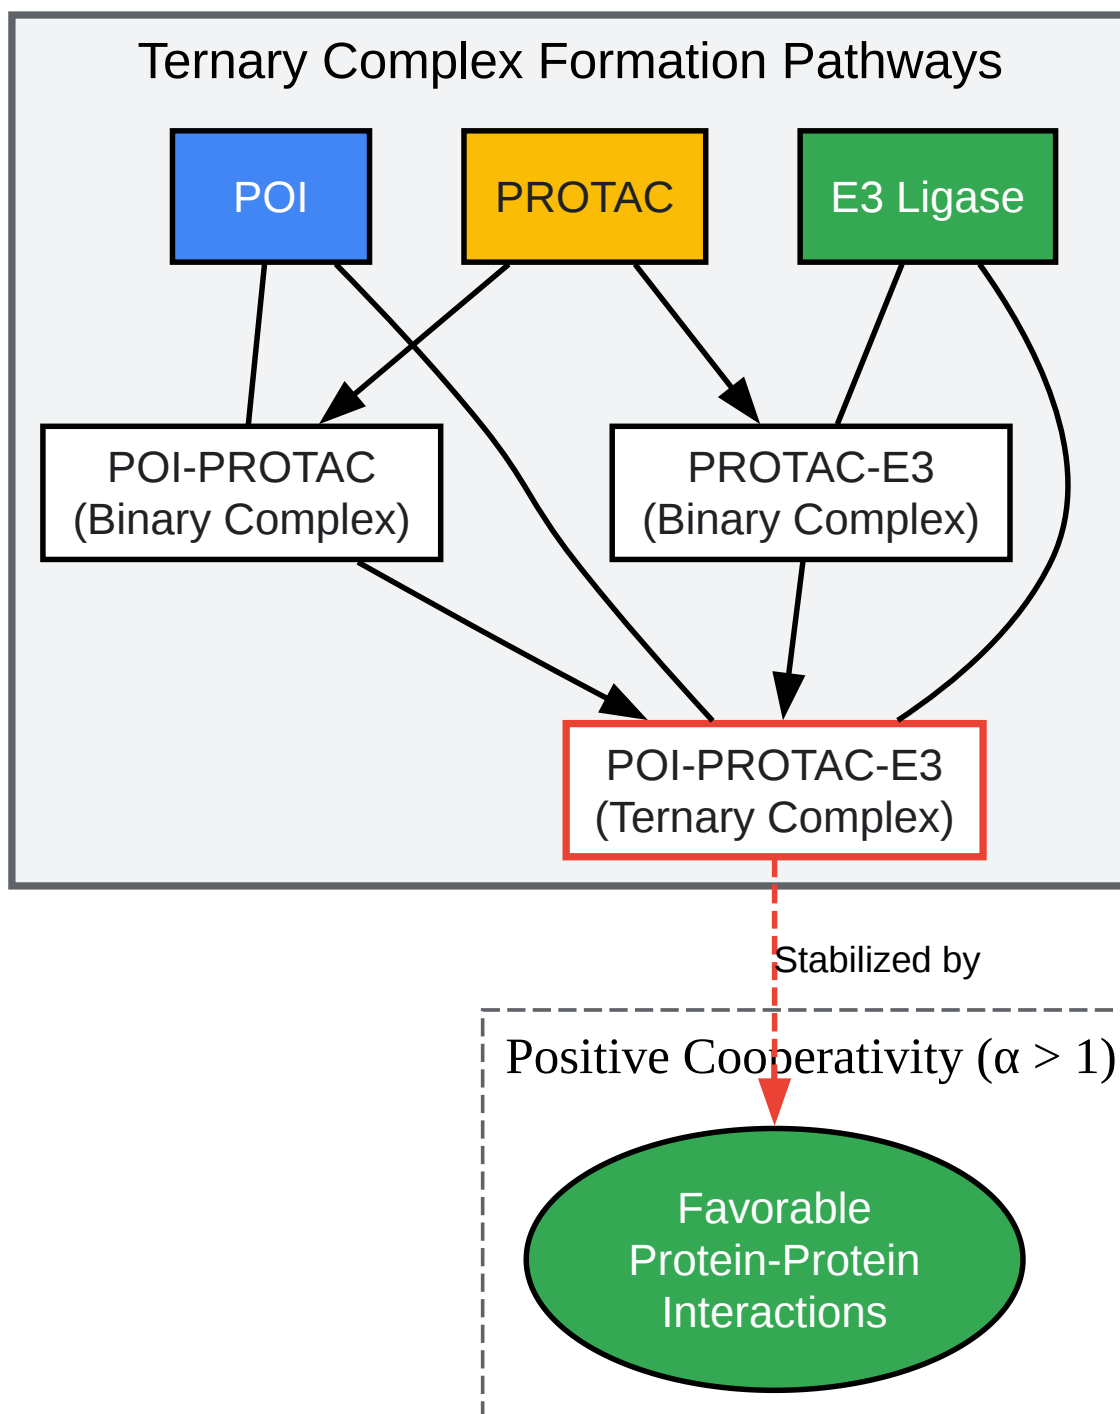 Ternary Complex Formation Pathways
POI
PROTAC
E3 Ligase
POI-PROTAC
(Binary Complex)
PROTAC-E3
(Binary Complex)
POI-PROTAC-E3
(Ternary Complex)
Stabilized by
Positive Cooperativity (α > 1)
Favorable
Protein-Protein
Interactions